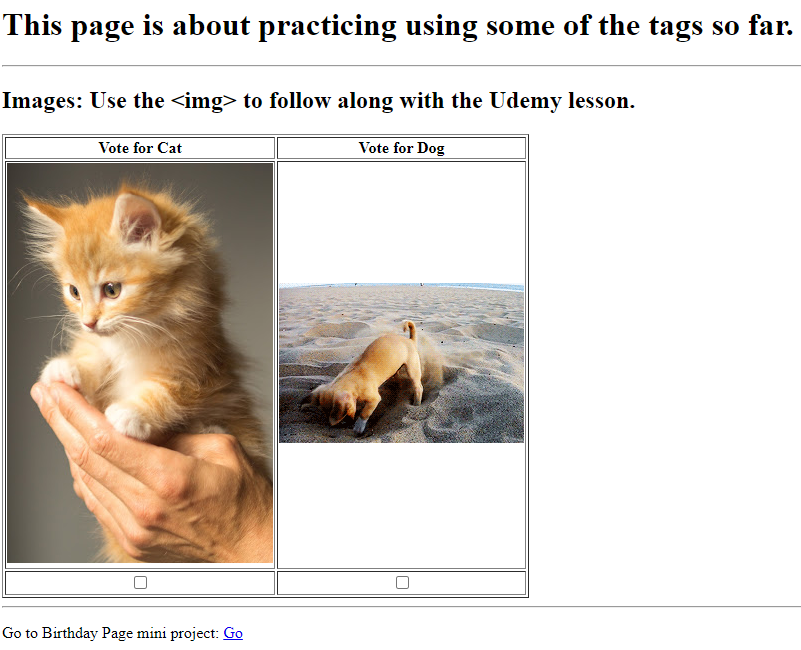 This page is about practicing using some of the tags so far.
Images: Use the <img> to follow along with the Udemy lesson.
Vote for Cat Vote for Dog
Go to Birthday Page mini project: Go